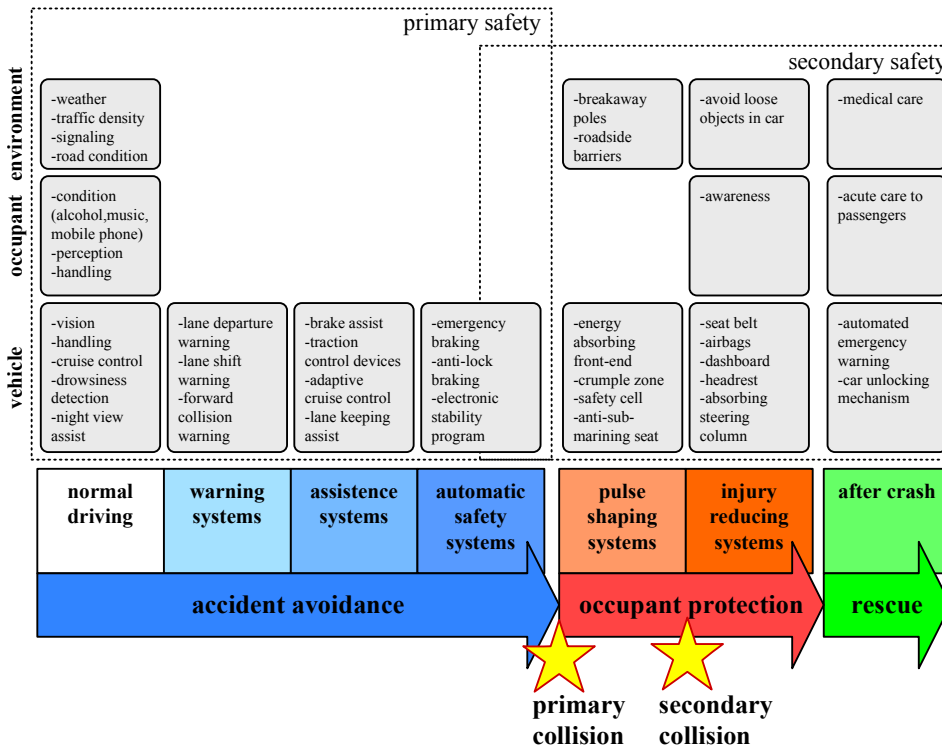 primary safety
secondary safety
environment
-weather
-traffic density
-signaling
-road condition
-breakaway
poles
-roadside
barriers
-avoid loose
objects in car
-medical care
occupant
-condition
(alcohol,music,
mobile phone)
-perception
-handling
-awareness
-acute care to
passengers
vehicle
-vision
-handling
-cruise control
-drowsiness
detection
-night view
assist
-lane departure
warning
-lane shift
warning
-forward
collision
warning
-brake assist
-traction
control devices
-adaptive
cruise control
-lane keeping
assist
-emergency
braking
-anti-lock
braking
-electronic
stability
program
-energy
absorbing
front-end
-crumple zone
-safety cell
-anti-sub-
marining seat
-seat belt
-airbags
-dashboard
-headrest
-absorbing
steering
column
-automated
emergency
warning
-car unlocking
mechanism
normal
driving
warning
systems
assistence
systems
automatic
safety
systems
pulse
shaping
systems
injury
reducing
systems
after crash
accident avoidance
occupant protection
rescue
primary
collision
secondary
collision